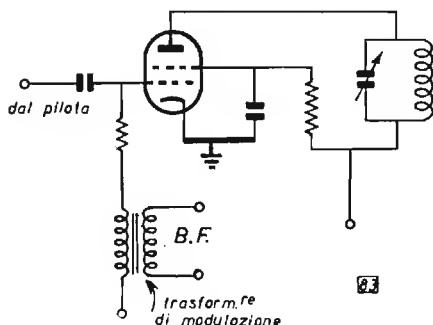 dal pilota
B.F.
trasform.re
di modulazione
83